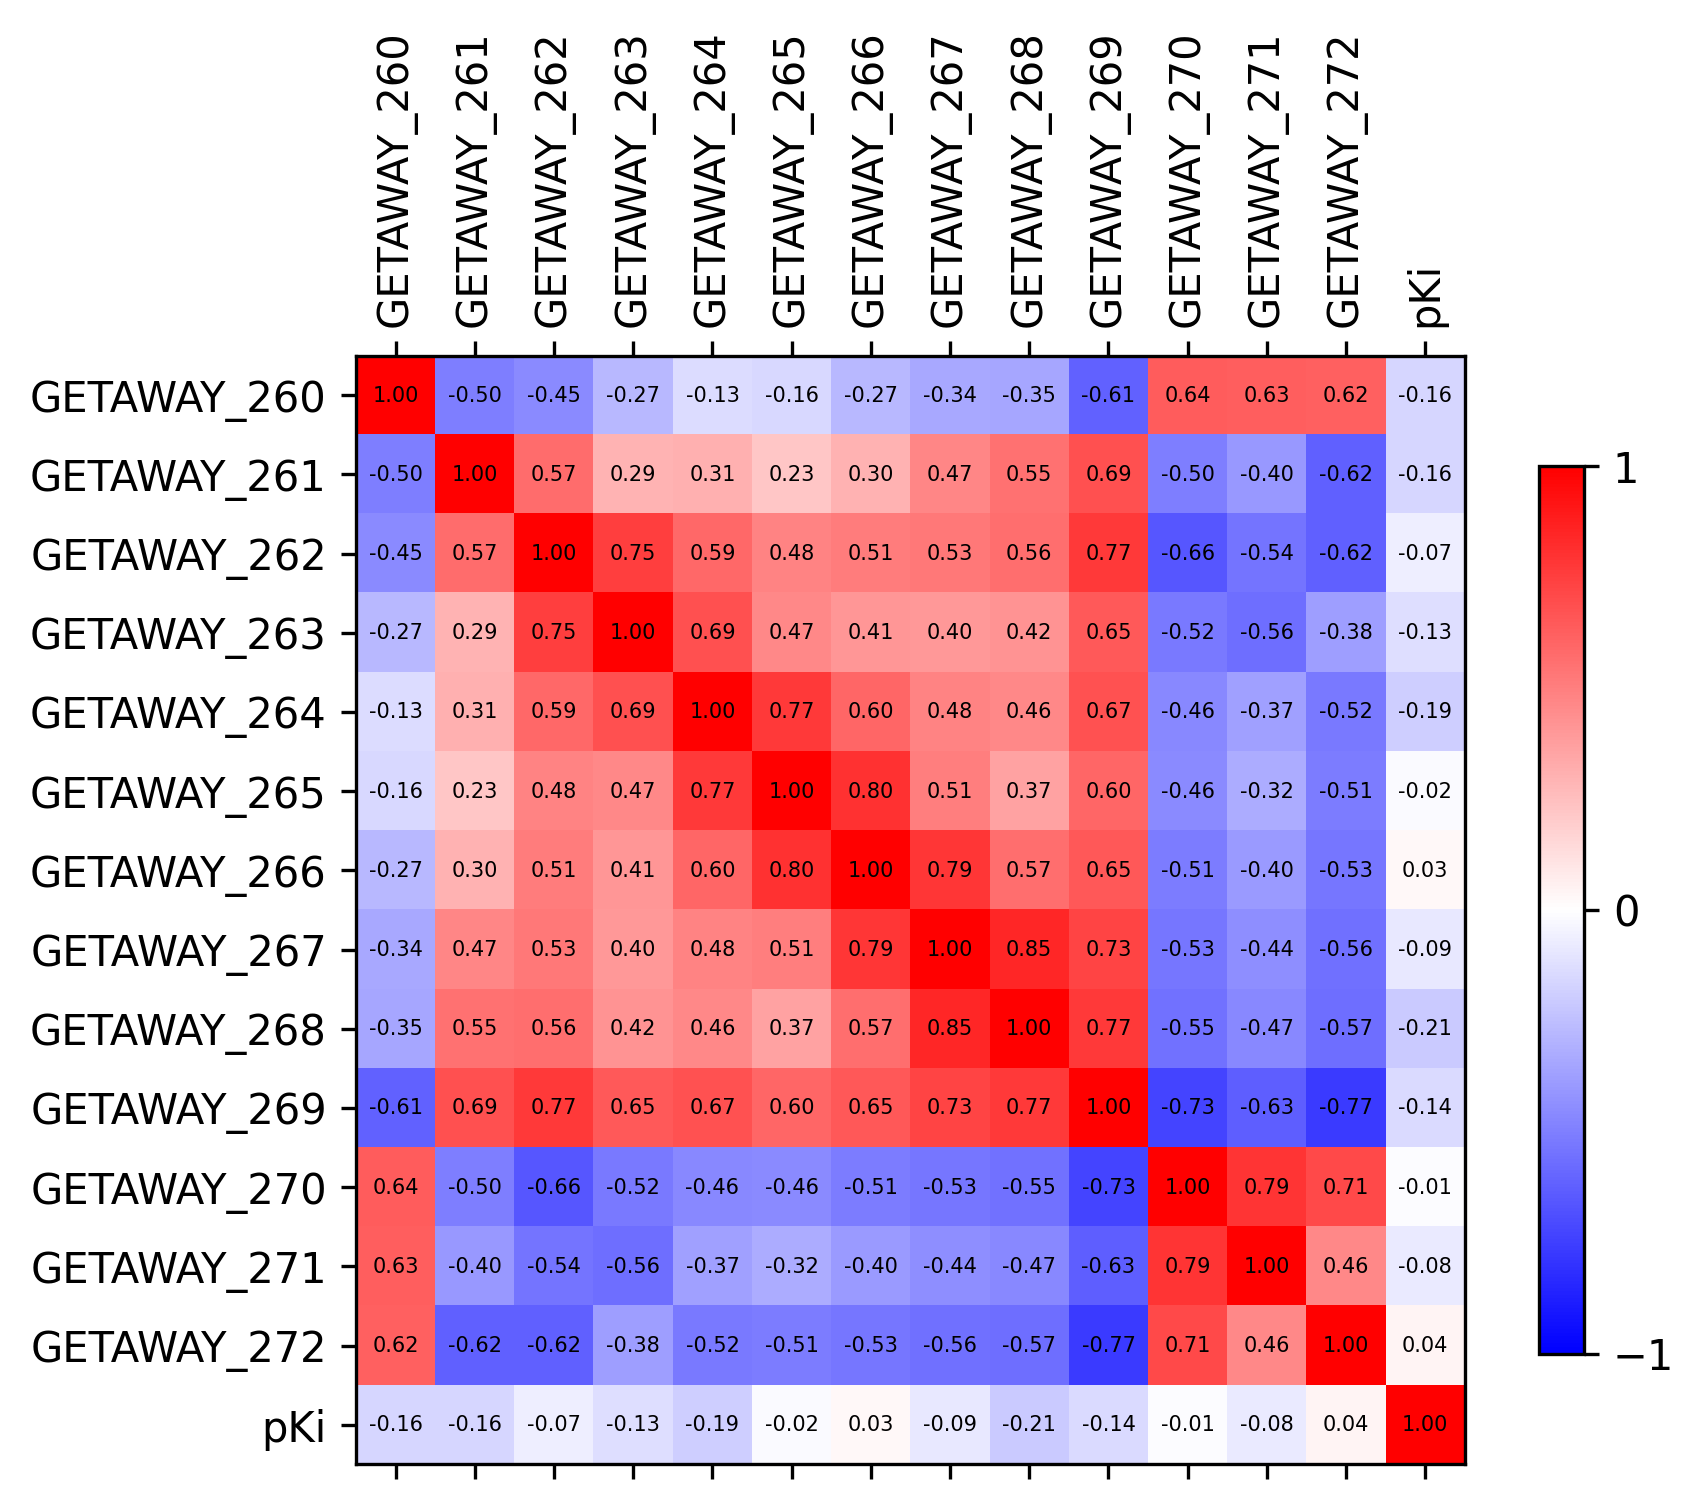 GETAWAY_260
GETAWAY_261
GETAWAY_262
GETAWAY_263
GETAWAY_264
GETAWAY_265
GETAWAY_266
GETAWAY_267
GETAWAY_268
GETAWAY_269
GETAWAY_270
GETAWAY_271
GETAWAY_272
pKi
GETAWAY_260 1.00 -0.50 -0.45 -0.27 -0.13 -0.16 -0.27 -0.34 -0.35 -0.61 0.64 0.63 0.62 -0.16
GETAWAY_261 -0.50 1.00 0.57 0.29 0.31 0.23 0.30 0.47 0.55 0.69 -0.50 -0.40 -0.62 -0.16
GETAWAY_262 -0.45 0.57 1.00 0.75 0.59 0.48 0.51 0.53 0.56 0.77 -0.66 -0.54 -0.62 -0.07
GETAWAY_263 -0.27 0.29 0.75 1.00 0.69 0.47 0.41 0.40 0.42 0.65 -0.52 -0.56 -0.38 -0.13
GETAWAY_264 -0.13 0.31 0.59 0.69 1.00 0.77 0.60 0.48 0.46 0.67 -0.46 -0.37 -0.52 -0.19
GETAWAY_265 -0.16 0.23 0.48 0.47 0.77 1.00 0.80 0.51 0.37 0.60 -0.46 -0.32 -0.51 -0.02
GETAWAY_266 -0.27 0.30 0.51 0.41 0.60 0.80 1.00 0.79 0.57 0.65 -0.51 -0.40 -0.53 0.03
GETAWAY_267 -0.34 0.47 0.53 0.40 0.48 0.51 0.79 1.00 0.85 0.73 -0.53 -0.44 -0.56 -0.09
GETAWAY_268 -0.35 0.55 0.56 0.42 0.46 0.37 0.57 0.85 1.00 0.77 -0.55 -0.47 -0.57 -0.21
GETAWAY_269 -0.61 0.69 0.77 0.65 0.67 0.60 0.65 0.73 0.77 1.00 -0.73 -0.63 -0.77 -0.14
GETAWAY_270 0.64 -0.50 -0.66 -0.52 -0.46 -0.46 -0.51 -0.53 -0.55 -0.73 1.00 0.79 0.71 -0.01
GETAWAY_271 0.63 -0.40 -0.54 -0.56 -0.37 -0.32 -0.40 -0.44 -0.47 -0.63 0.79 1.00 0.46 -0.08
GETAWAY_272 0.62 -0.62 -0.62 -0.38 -0.52 -0.51 -0.53 -0.56 -0.57 -0.77 0.71 0.46 1.00 0.04
pKi -0.16 -0.16 -0.07 -0.13 -0.19 -0.02 0.03 -0.09 -0.21 -0.14 -0.01 -0.08 0.04 1.00
1
0
−1